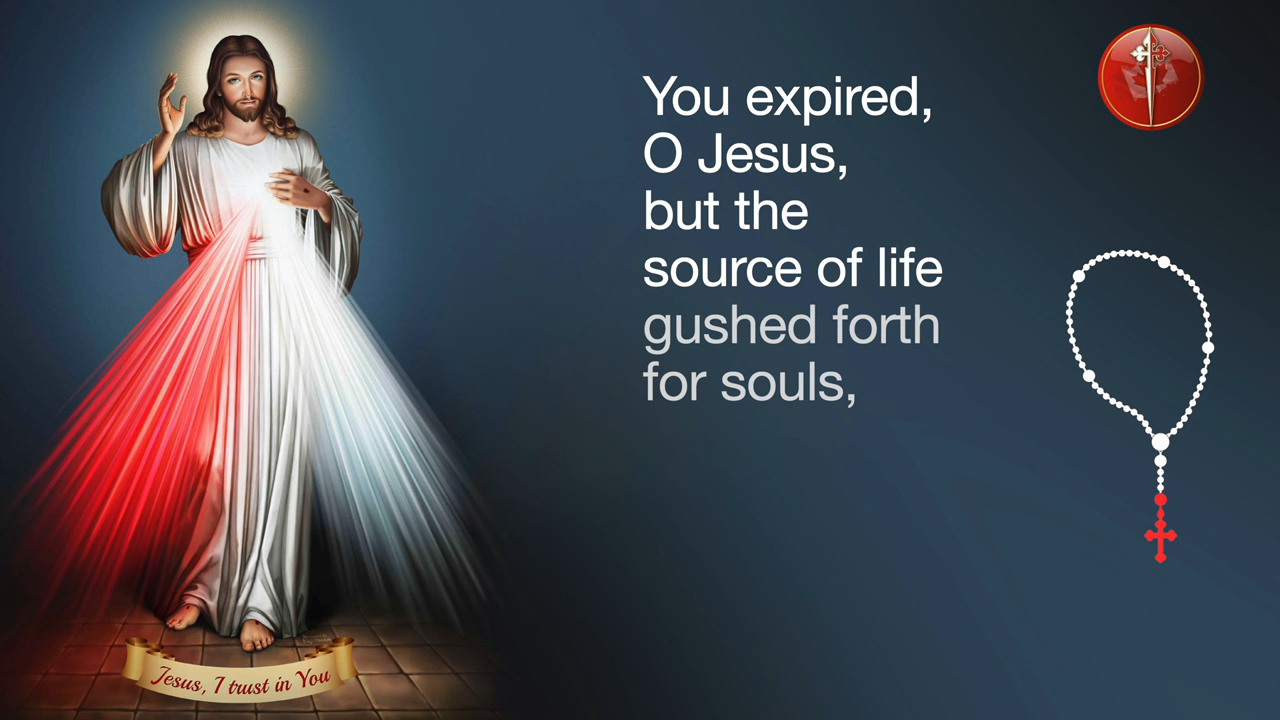 You expired,
O Jesus,
but the
source of life
gushed forth
for souls,
Jesus, I trust in You